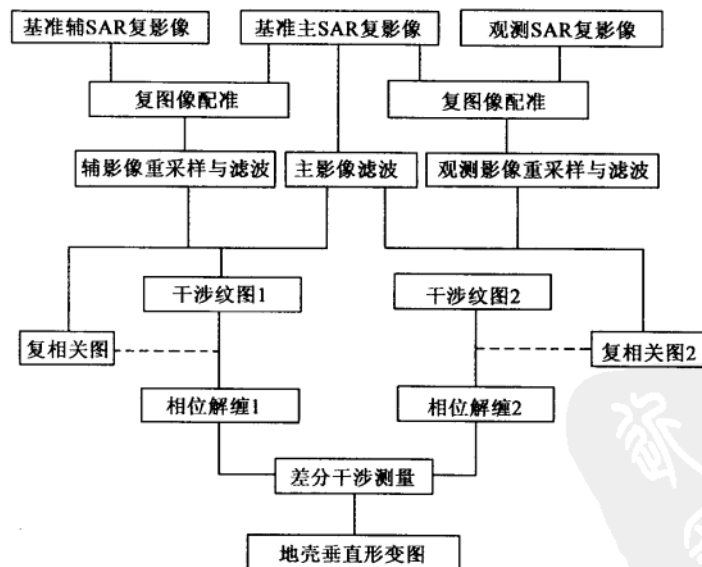 基准辅SAR复影像
基准主SAR复影像
观测SAR复影像
复图像配准
复图像配准
辅影像重采样与滤波
主影像滤波
观测影像重采样与滤波
干涉纹图1
干涉纹图2
复相关图
复相关图2
相位解缠1
相位解缠2
差分干涉测量
地壳垂直形变图